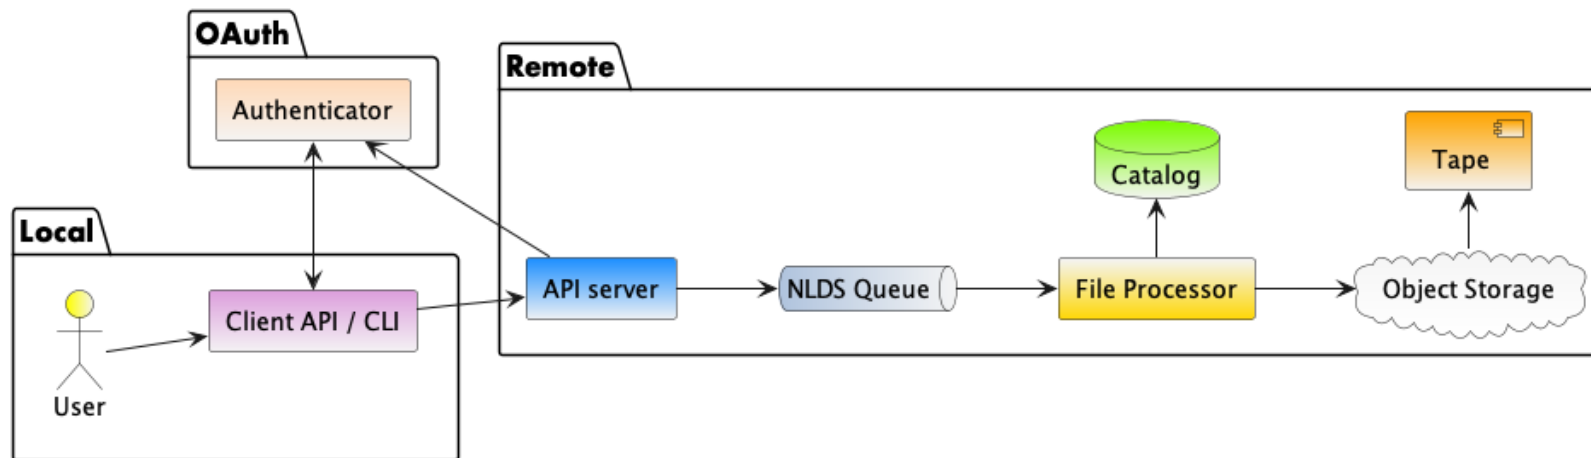 OAuth
Authenticator
Remote
Catalog
Tape
Local
User
Client API / CLI
API server
NLDS Queue
File Processor
Object Storage